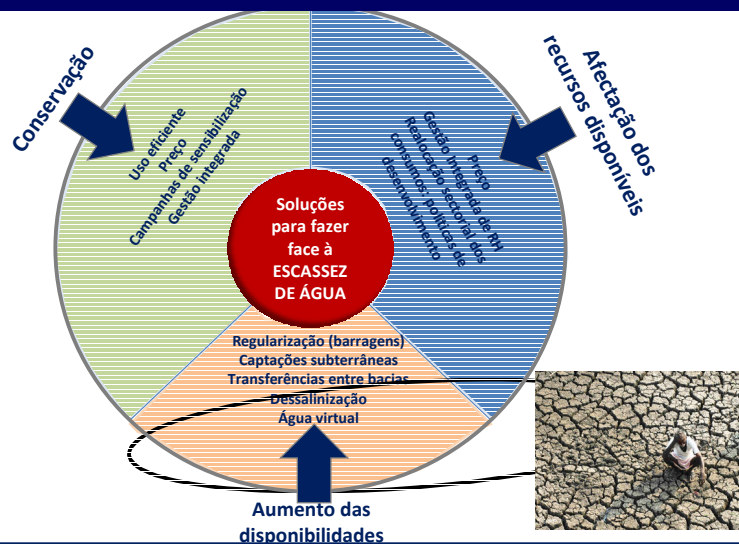 Conservação
Uso eficiente
Preço
Campanhas de sensibilização
Gestão integrada
Afectação dos
recursos disponíveis
Preço
Gestão Integrada de RH
Realocação sectorial dos
consumos: políticas de
desenvolvimento
Soluções
para fazer
face à
ESCASSEZ
DE ÁGUA
Regularização (barragens)
Captações subterrâneas
Transferências entre bacias
Dessalinização
Água virtual
Aumento das
disponibilidades